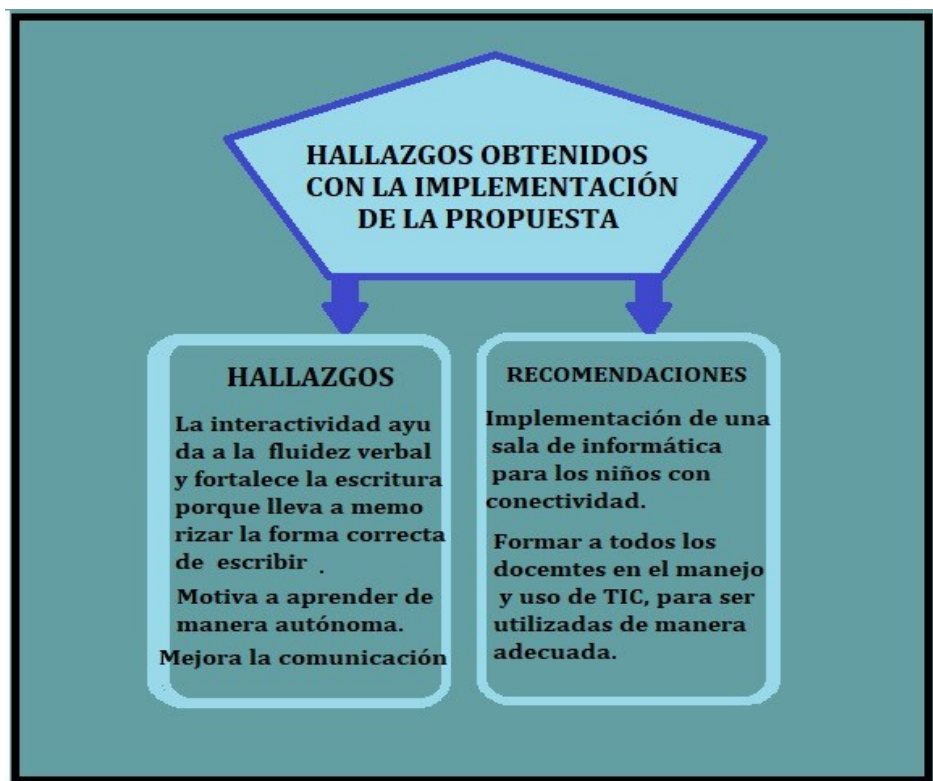 HALLAZGOS OBTENIDOS
CON LA IMPLEMENTACIÓN
DE LA PROPUESTA
HALLAZGOS
La interactividad ayu
da a la fluidez verbal
y fortalece la escritura
porque lleva a memo
rizar la forma correcta
de escribir .
Motiva a aprender de
manera autónoma.
Mejora la comunicación
RECOMENDACIONES
Implementación de una
sala de informática
para los niños con
conectividad.
Formar a todos los
docemtes en el manejo
y uso de TIC, para ser
utilizadas de manera
adecuada.